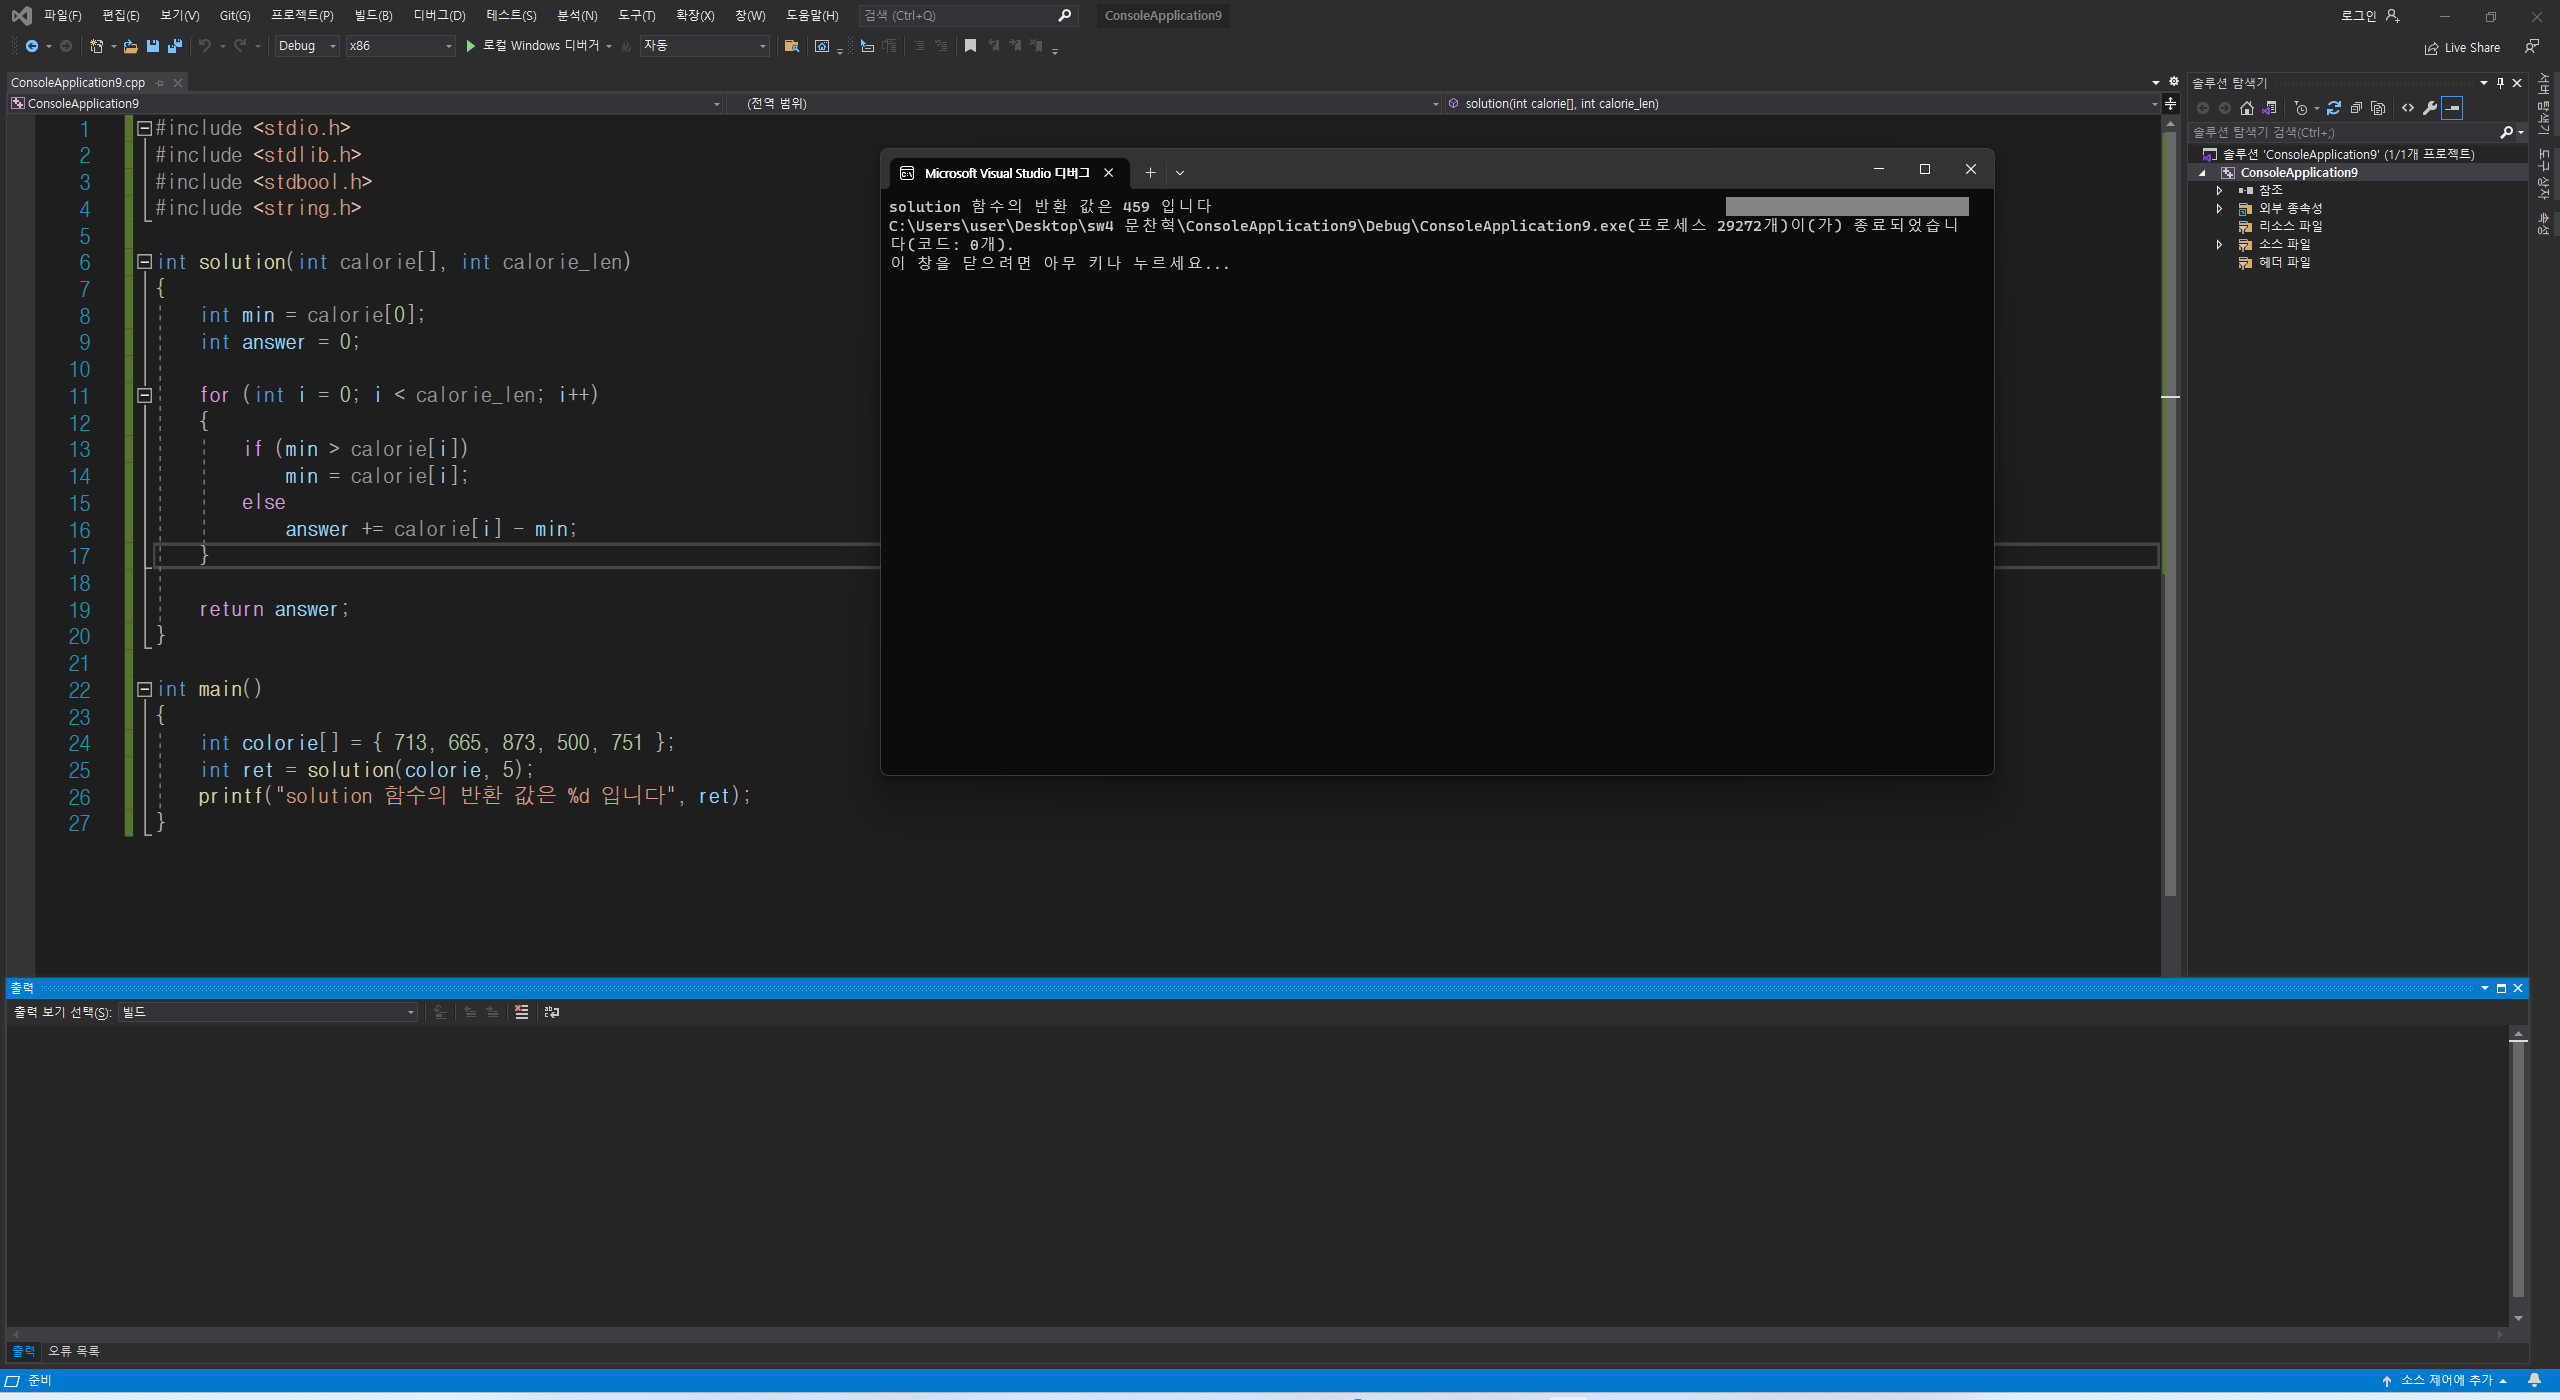 파일(F) 편집(E) 보기(V) Git(G) 프로젝트(P) 빌드(B) 디버그(D) 테스트(S) 분석(N) 도구(T) 확장(X) 창(W) 도움말(H) 검색 (Ctrl+Q) ConsoleApplication9 로그인
Debug x86 로컬 Windows 디버거 자동 Live Share
ConsoleApplication9.cpp
ConsoleApplication9 (전역 범위) solution(int calorie[], int calorie_len)
1 #include <stdio.h>
2 #include <stdlib.h>
3 #include <stdbool.h>
4 #include <string.h>
5
6 int solution(int calorie[], int calorie_len)
7 {
8 int min = calorie[0];
9 int answer = 0;
10
11 for (int i = 0; i < calorie_len; i++)
12 {
13 if (min > calorie[i])
14 min = calorie[i];
15 else
16 answer += calorie[i] - min;
17 }
18
19 return answer;
20 }
21
22 int main()
23 {
24 int colorie[] = { 713, 665, 873, 500, 751 };
25 int ret = solution(colorie, 5);
26 printf("solution 함수의 반환 값은 %d 입니다", ret);
27 }
Microsoft Visual Studio 디버그
solution 함수의 반환 값은 459 입니다
C:\Users\user\Desktop\sw4 문찬혁\ConsoleApplication9\Debug\ConsoleApplication9.exe(프로세스 29272개)이(가) 종료되었습니
다(코드: 0개).
이 창을 닫으려면 아무 키나 누르세요...
솔루션 탐색기
솔루션 탐색기 검색(Ctrl+;)
솔루션 'ConsoleApplication9' (1/1개 프로젝트)
ConsoleApplication9
참조
외부 종속성
리소스 파일
소스 파일
헤더 파일
서버 탐색기
도구 상자
속성
출력
출력 보기 선택(S): 빌드
출력 오류 목록
준비 소스 제어에 추가